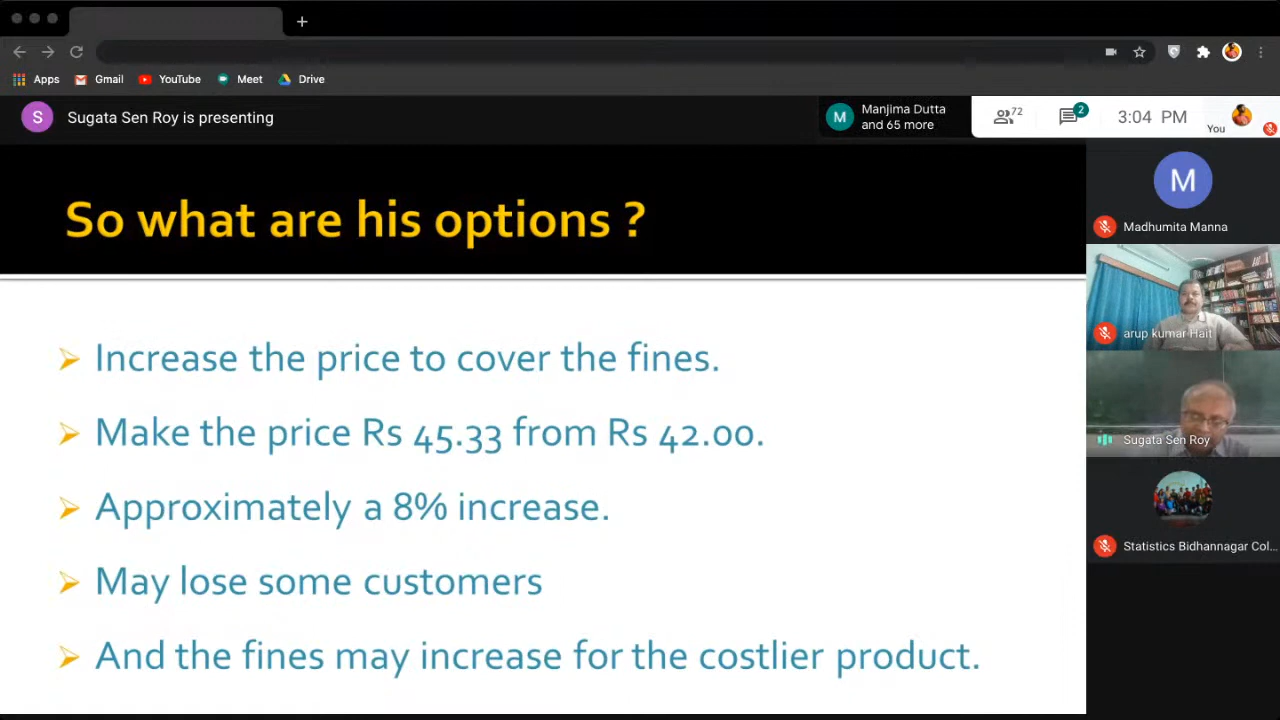 Apps Gmail YouTube Meet Drive
S Sugata Sen Roy is presenting
M Manjima Dutta
and 65 more
72
2
3:04 PM
You
So what are his options ?
Increase the price to cover the fines.
Make the price Rs 45.33 from Rs 42.00.
Approximately a 8% increase.
May lose some customers
And the fines may increase for the costlier product.
M
Madhumita Manna
arup kumar Hait
Sugata Sen Roy
Statistics Bidhannagar Col...